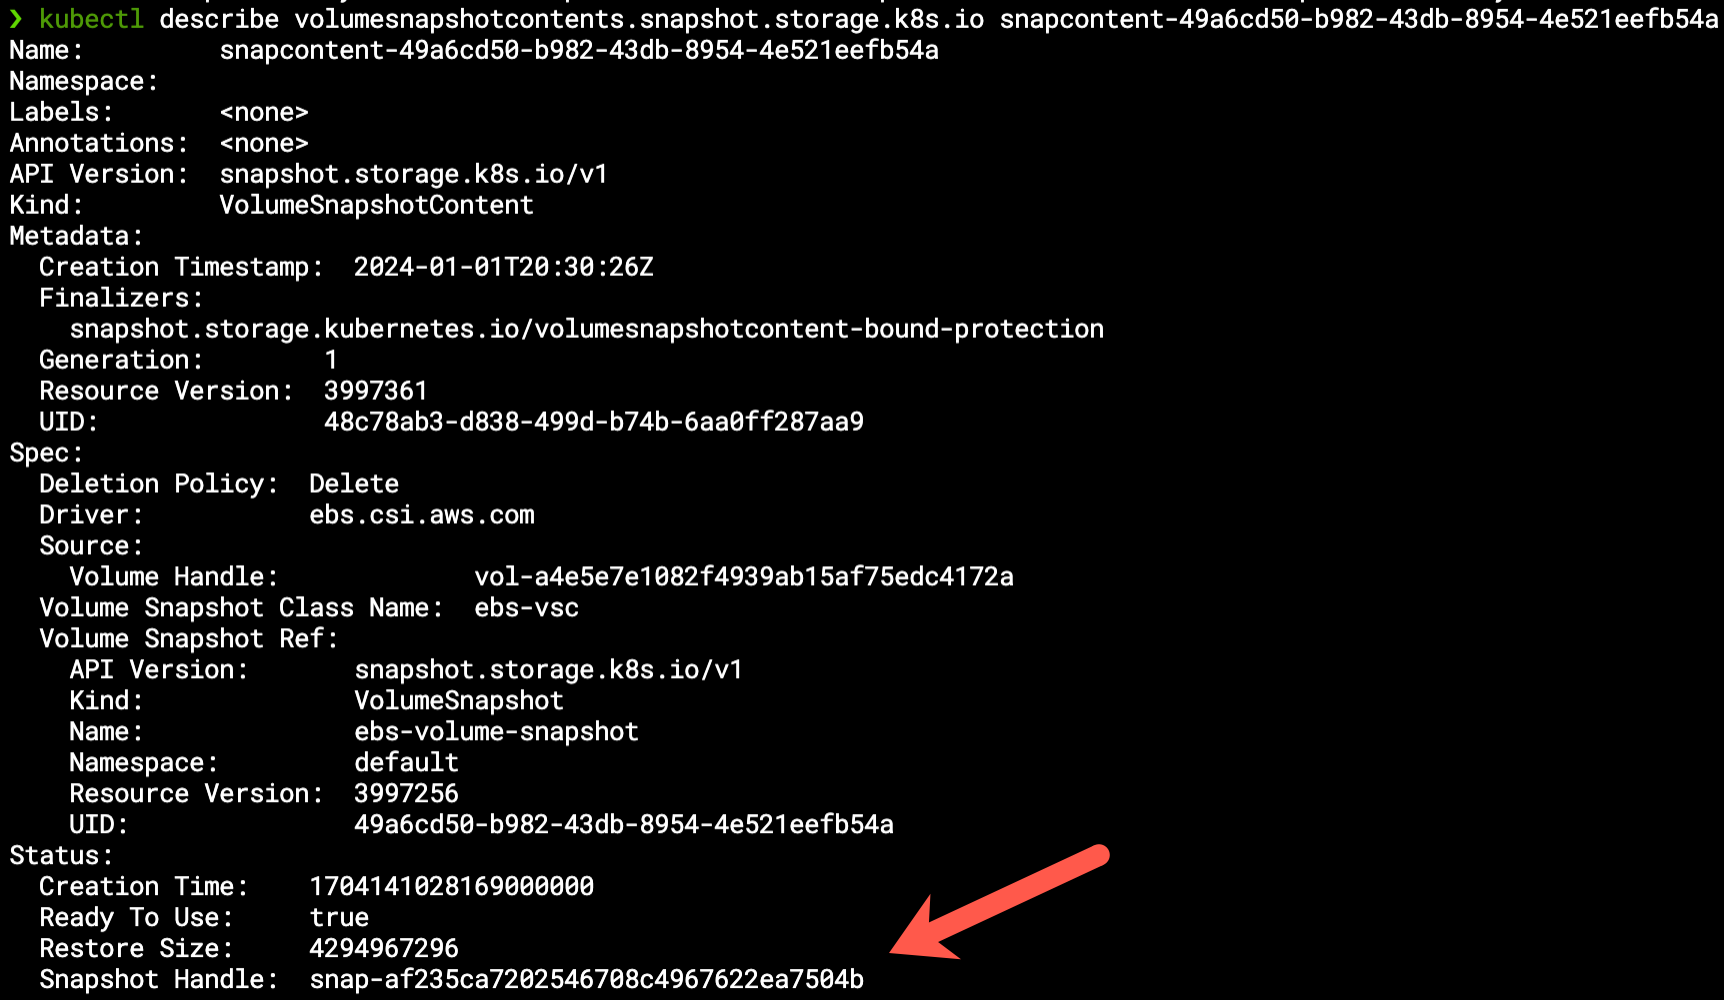 ❯ kubectl describe volumesnapshotcontents.snapshot.storage.k8s.io snapcontent-49a6cd50-b982-43db-8954-4e521eefb54a
Name:         snapcontent-49a6cd50-b982-43db-8954-4e521eefb54a
Namespace:
Labels:       <none>
Annotations:  <none>
API Version:  snapshot.storage.k8s.io/v1
Kind:         VolumeSnapshotContent
Metadata:
  Creation Timestamp:  2024-01-01T20:30:26Z
  Finalizers:
    snapshot.storage.kubernetes.io/volumesnapshotcontent-bound-protection
  Generation:        1
  Resource Version:  3997361
  UID:               48c78ab3-d838-499d-b74b-6aa0ff287aa9
Spec:
  Deletion Policy:  Delete
  Driver:           ebs.csi.aws.com
  Source:
    Volume Handle:             vol-a4e5e7e1082f4939ab15af75edc4172a
  Volume Snapshot Class Name:  ebs-vsc
  Volume Snapshot Ref:
    API Version:       snapshot.storage.k8s.io/v1
    Kind:              VolumeSnapshot
    Name:              ebs-volume-snapshot
    Namespace:         default
    Resource Version:  3997256
    UID:               49a6cd50-b982-43db-8954-4e521eefb54a
Status:
  Creation Time:    1704141028169000000
  Ready To Use:     true
  Restore Size:     4294967296
  Snapshot Handle:  snap-af235ca7202546708c4967622ea7504b